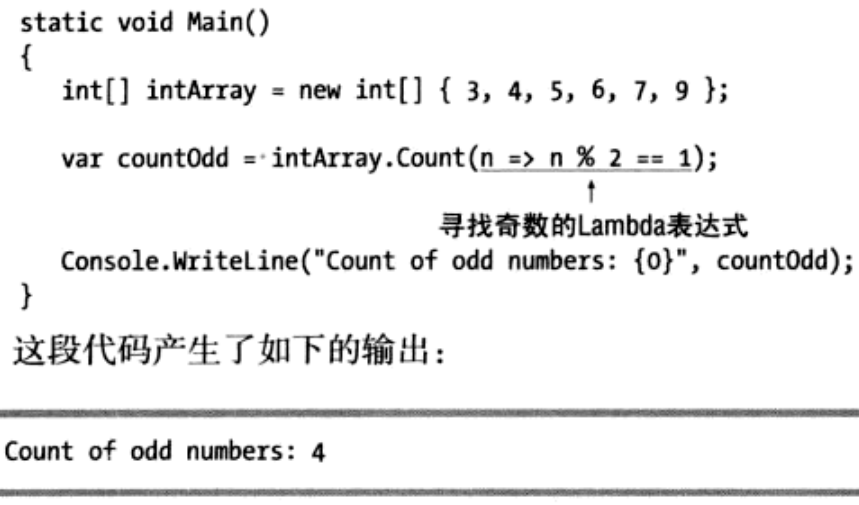 static void Main()
{
int[] intArray = new int[] { 3, 4, 5, 6, 7, 9 };
var countOdd = intArray.Count(n => n % 2 == 1);
↑
寻找奇数的Lambda表达式
Console.WriteLine("Count of odd numbers: {0}", countOdd);
}
这段代码产生了如下的输出：
Count of odd numbers: 4